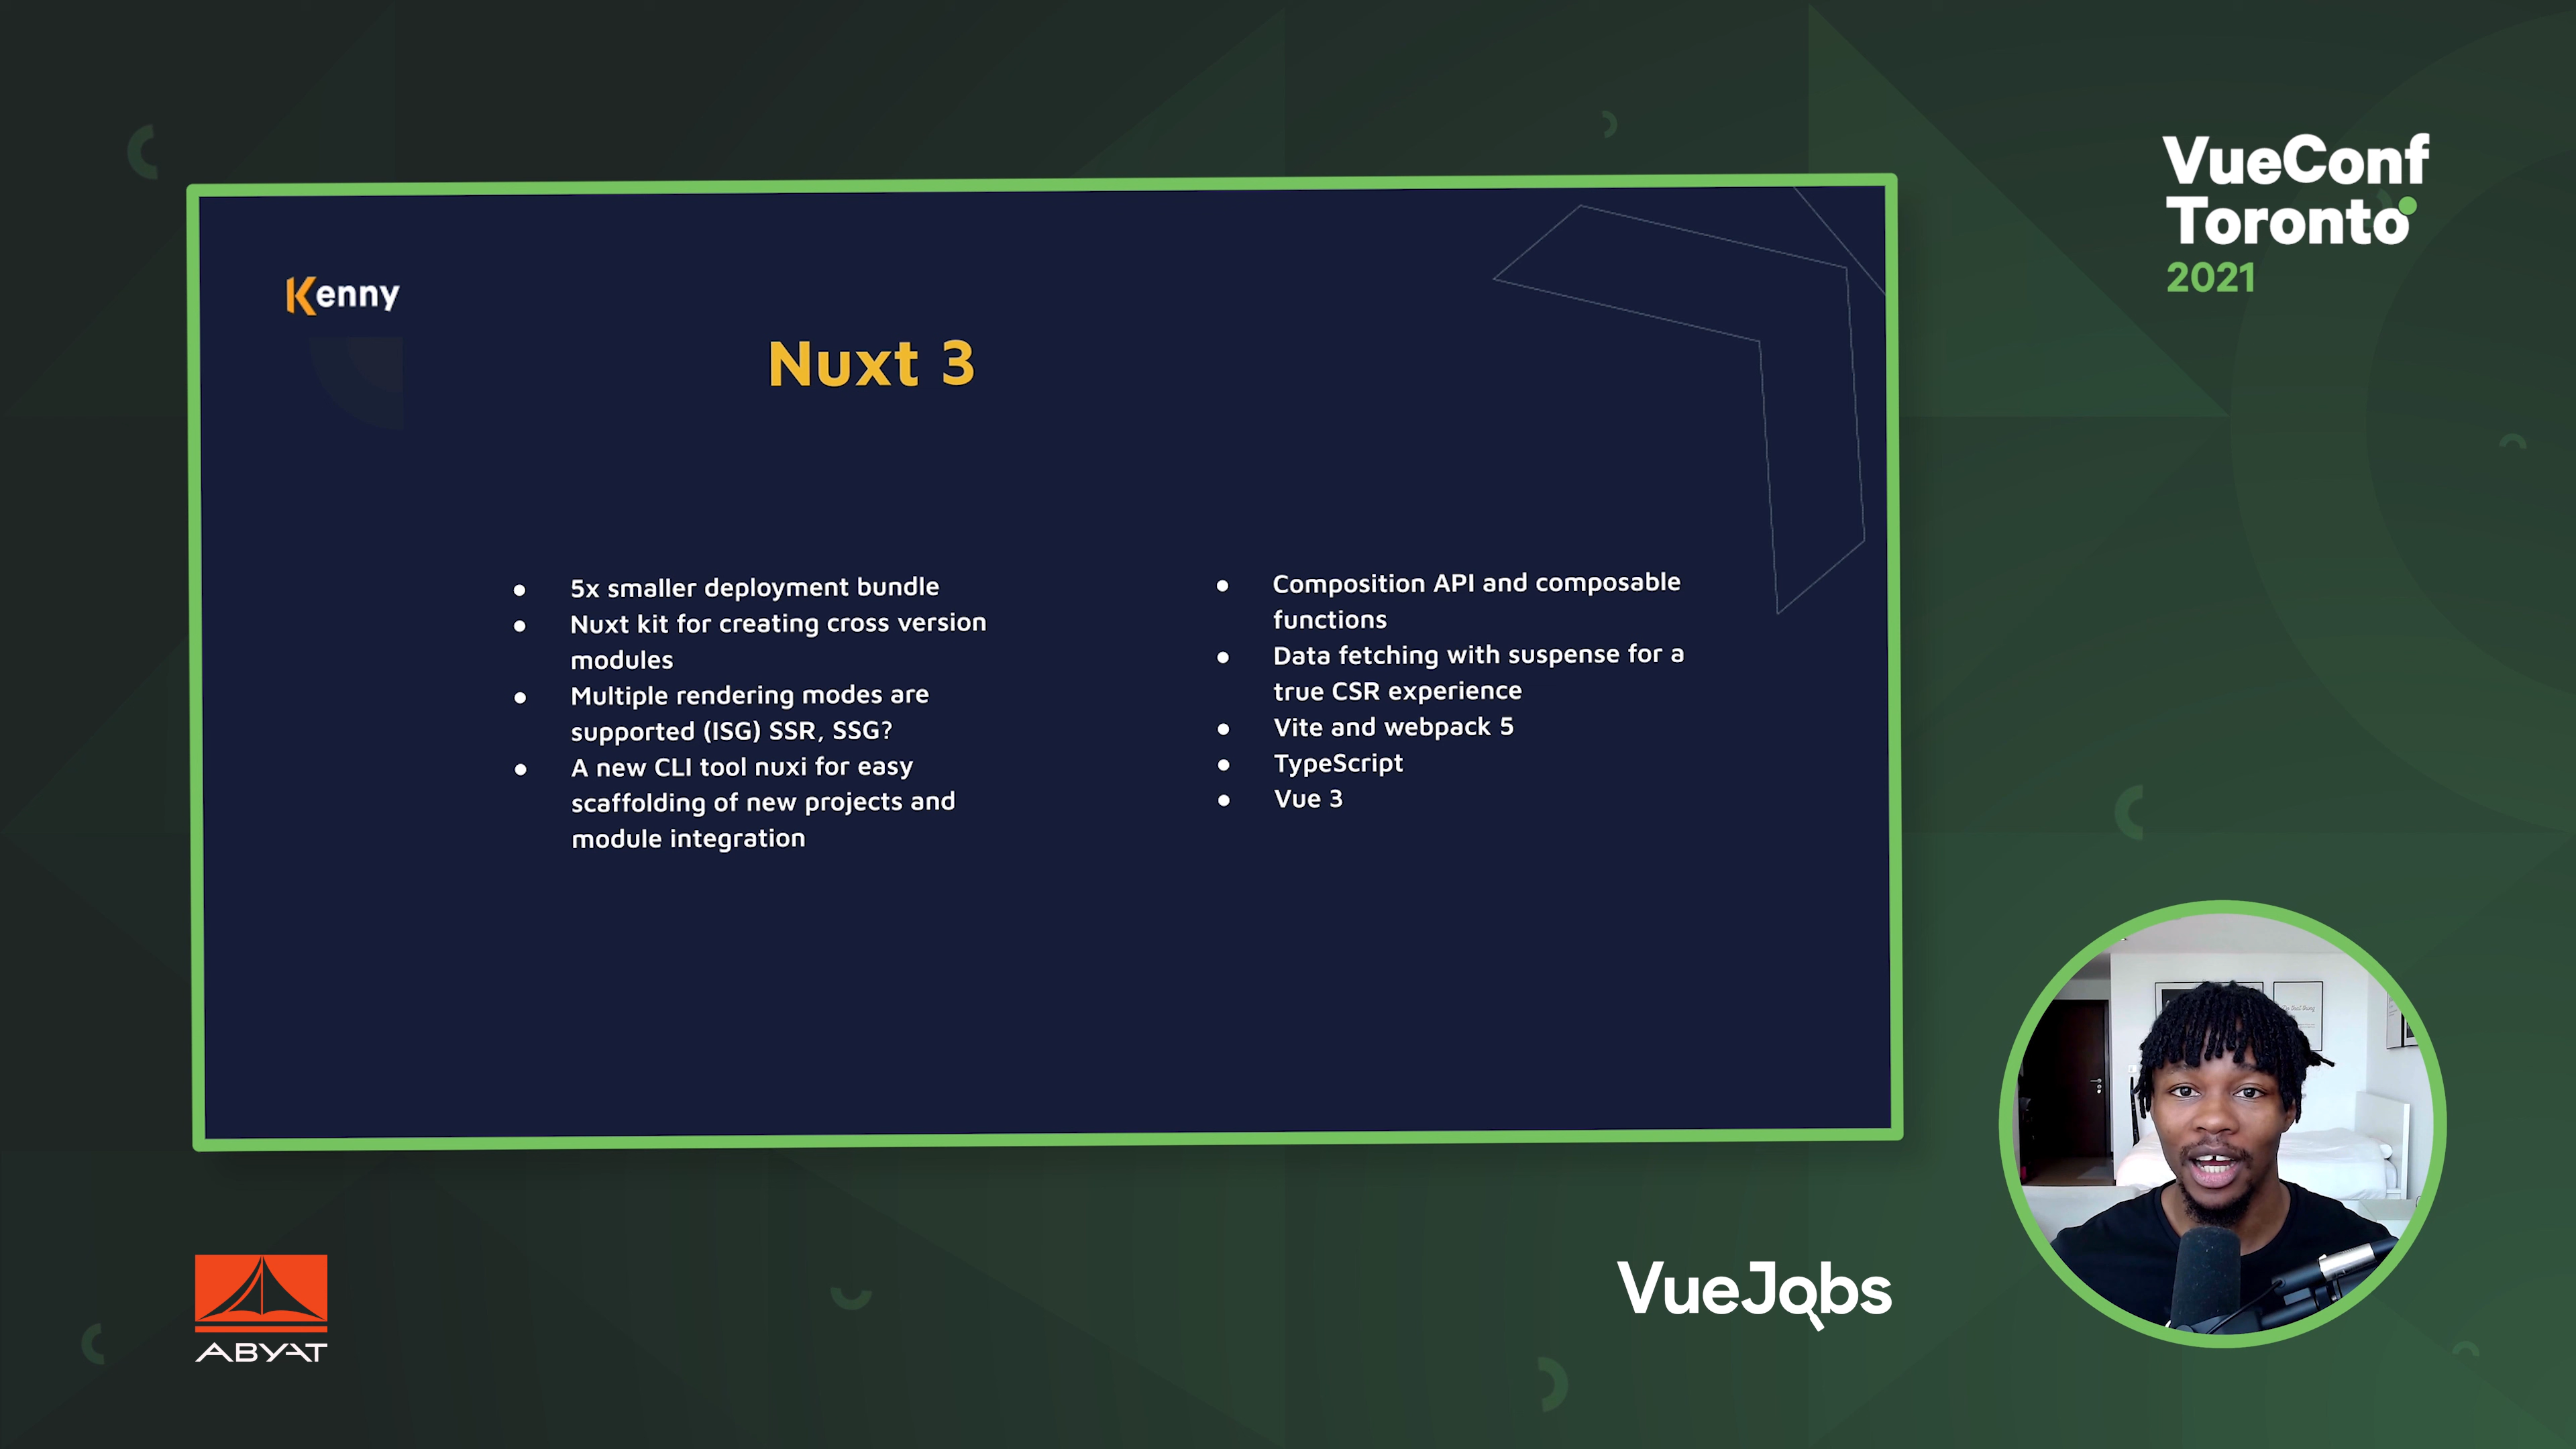 VueConf
Toronto
2021
Kenny
Nuxt 3
● 5x smaller deployment bundle
● Nuxt kit for creating cross version
modules
● Multiple rendering modes are
supported (ISG) SSR, SSG?
● A new CLI tool nuxi for easy
scaffolding of new projects and
module integration
● Composition API and composable
functions
● Data fetching with suspense for a
true CSR experience
● Vite and webpack 5
● TypeScript
● Vue 3
ABYAT
VueJobs